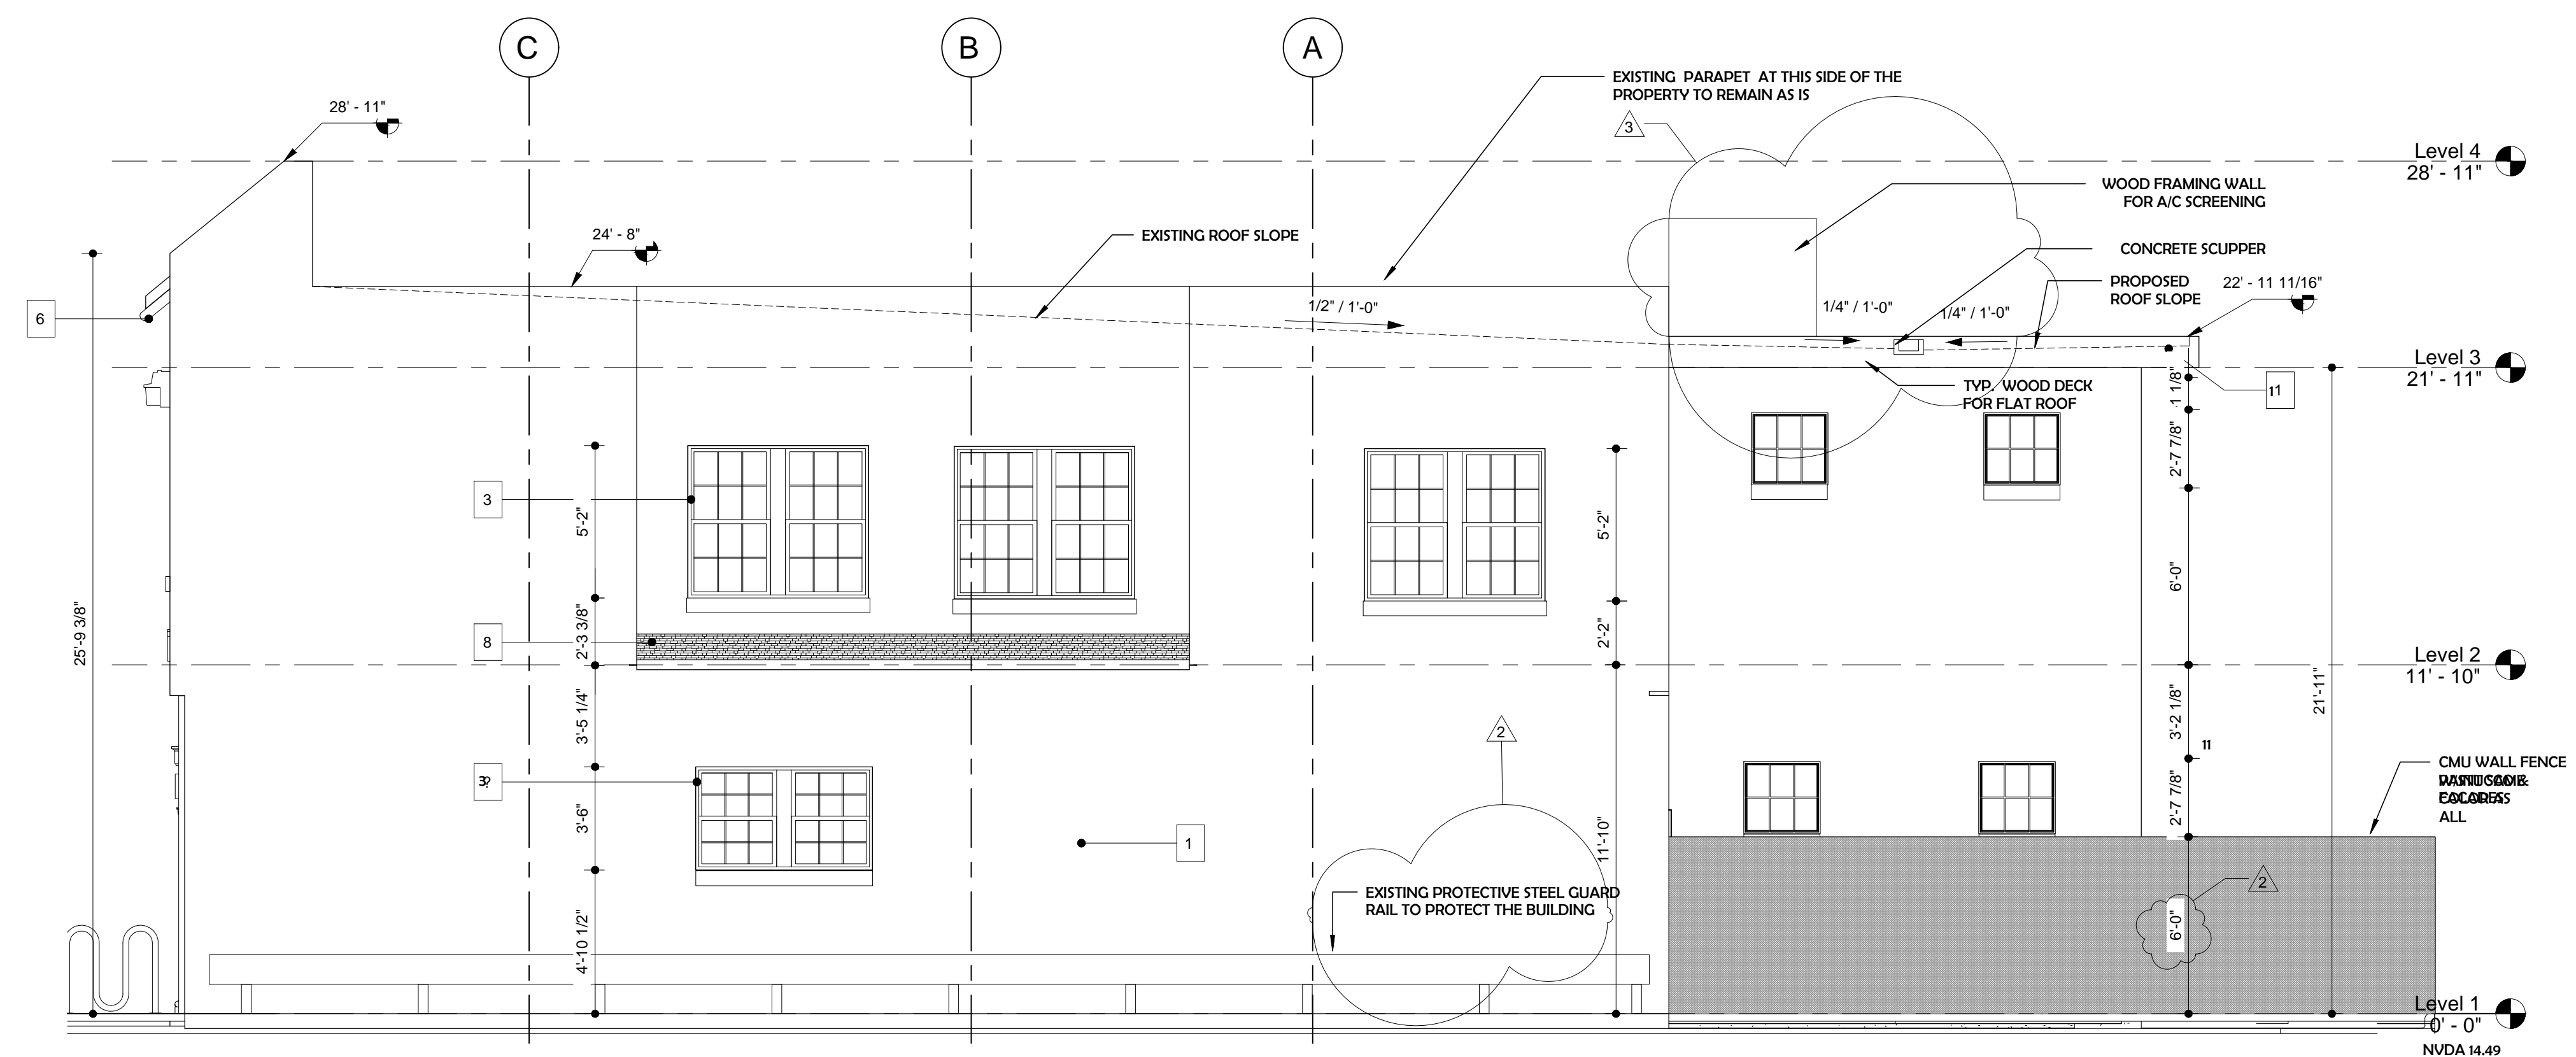 C
B
A
28' - 11"
EXISTING PARAPET AT THIS SIDE OF THE
PROPERTY TO REMAIN AS IS
3
Level 4
28' - 11"
WOOD FRAMING WALL
FOR A/C SCREENING
24' - 8"
EXISTING ROOF SLOPE
CONCRETE SCUPPER
PROPOSED
ROOF SLOPE
22' - 11 11/16"
6
1/2" / 1'-0"
1/4" / 1'-0"
1/4" / 1'-0"
Level 3
21' - 11"
TYP. WOOD DECK
FOR FLAT ROOF
1 1/8"
11
2'-7 7/8"
3
5'-2"
5'-2"
6'-0"
25'-9 3/8"
8
2'-3 3/8"
2'-2"
Level 2
11' - 10"
21'-11"
3'-5 1/4"
3'-2 1/8"
11
2
CMU WALL FENCE
COLOR AS
ALL
3'-6"
2'-7 7/8"
1
11'-10"
EXISTING PROTECTIVE STEEL GUARD
RAIL TO PROTECT THE BUILDING
2
4'-10 1/2"
6'-0"
Level 1
0' - 0"
NVDA 14.49